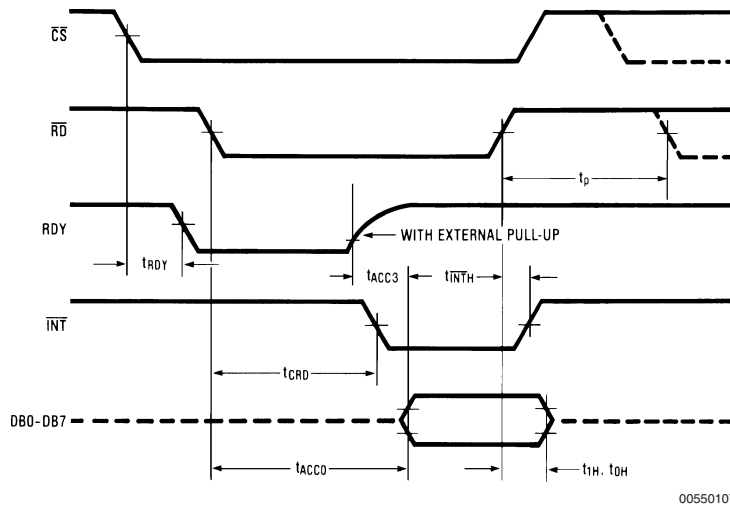 CS
RD
tp
RDY
WITH EXTERNAL PULL-UP
tRDY
tACC3
tINTH
INT
tCRD
DB0-DB7
tACC0
t1H, t0H
0055010